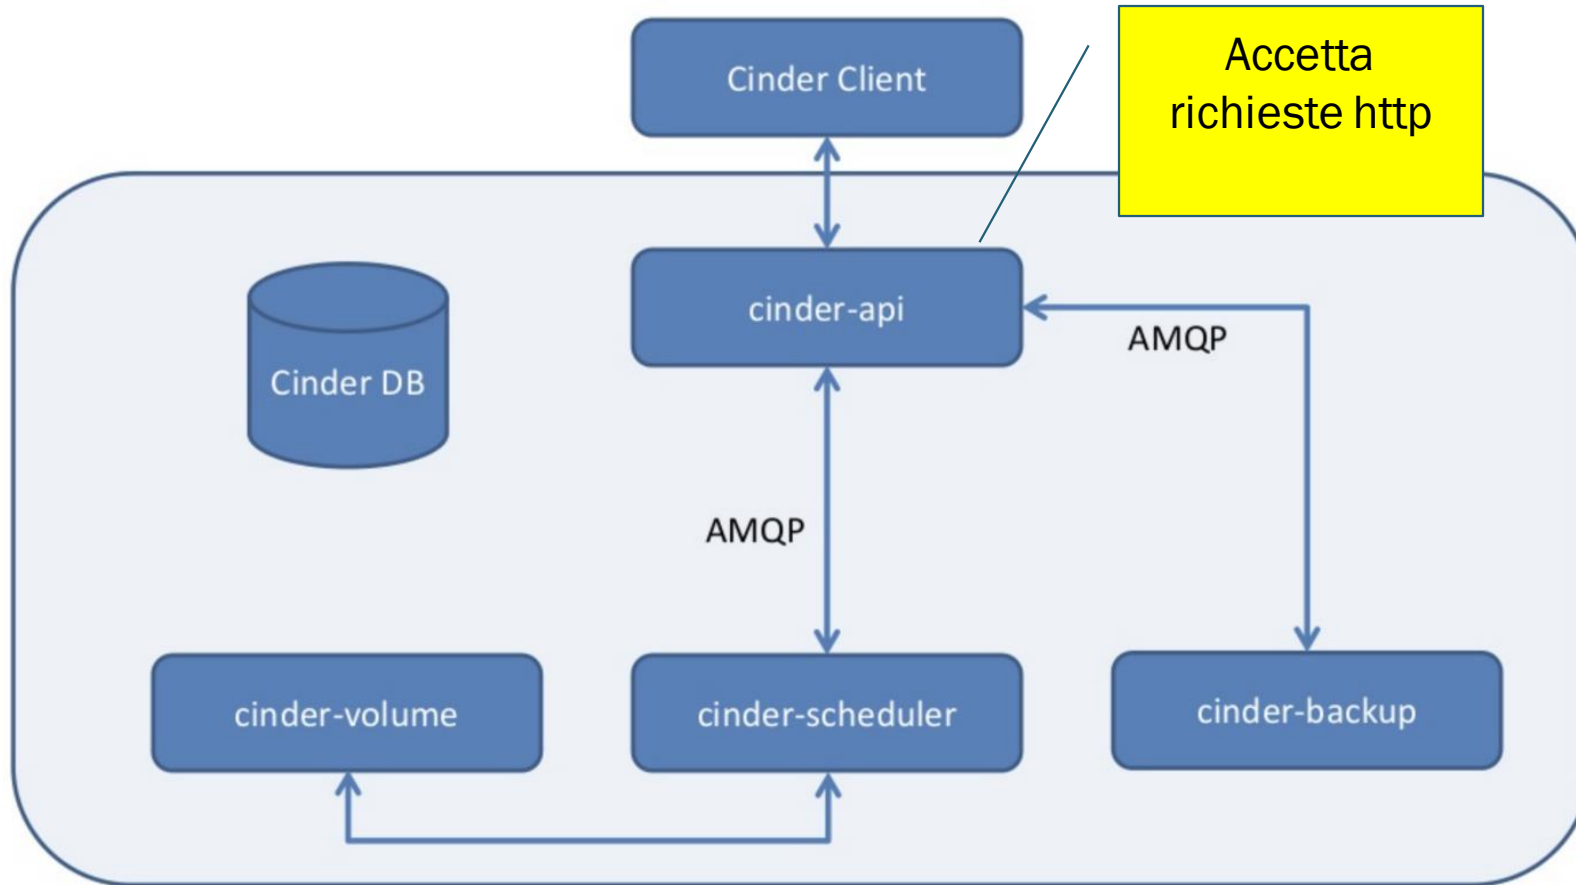 Cinder Client
Accetta
richieste http
cinder-api
AMQP
Cinder DB
AMQP
cinder-volume
cinder-scheduler
cinder-backup